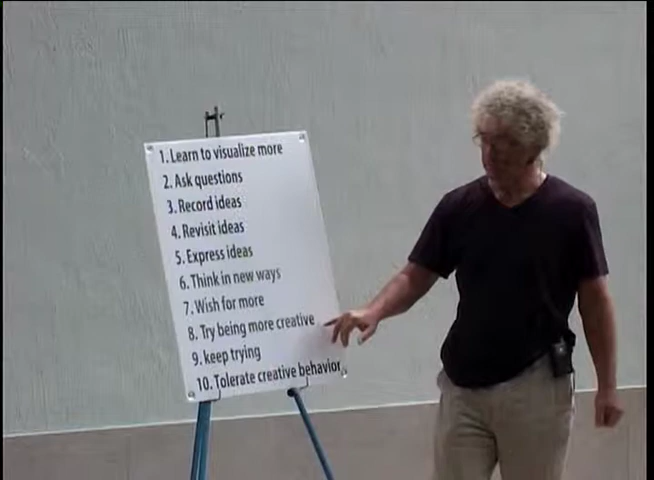 1. Learn to visualize more
2. Ask questions
3. Record ideas
4. Revisit ideas
5. Express ideas
6. Think in new ways
7. Wish for more
8. Try being more creative
9. keep trying
10. Tolerate creative behavior